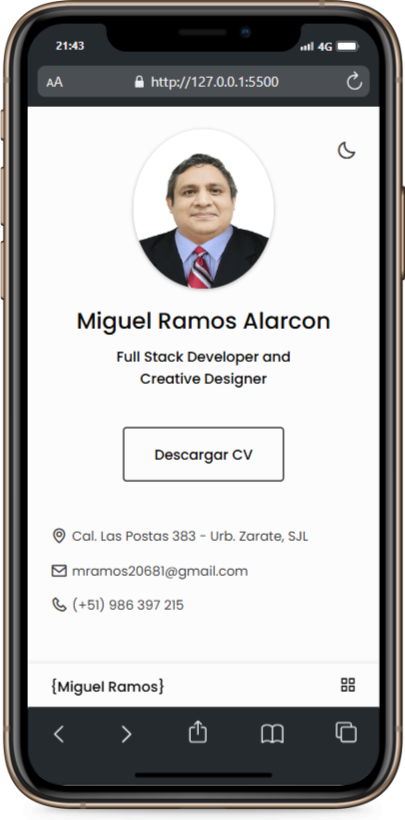 21:43
4G
AA
http://127.0.0.1:5500
Miguel Ramos Alarcon
Full Stack Developer and
Creative Designer
Descargar CV
Cal. Las Postas 383 - Urb. Zarate, SJL
mramos20681@gmail.com
(+51) 986 397 215
{Miguel Ramos}